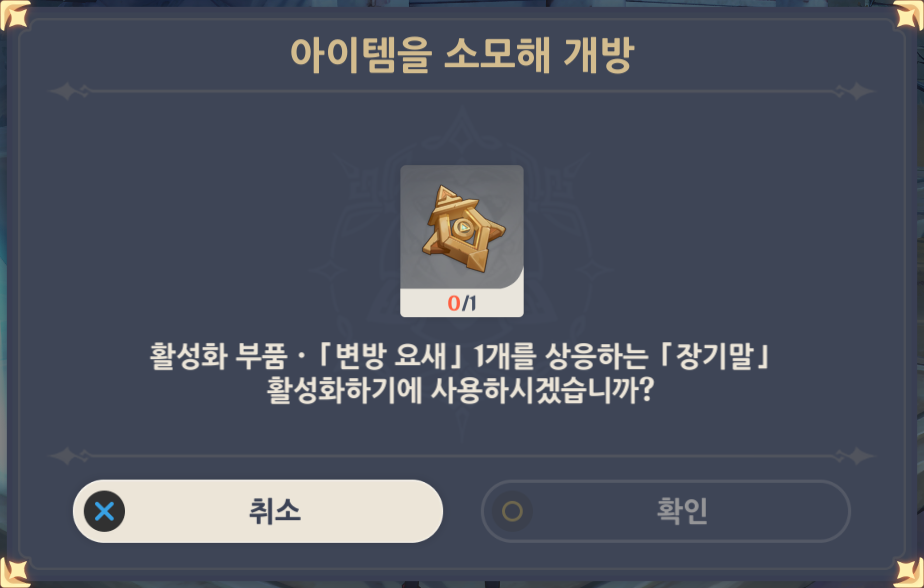 아이템을 소모해 개방
0/1
활성화 부품 · 「변방 요새」 1개를 상응하는 「장기말」
활성화하기에 사용하시겠습니까?
취소
확인